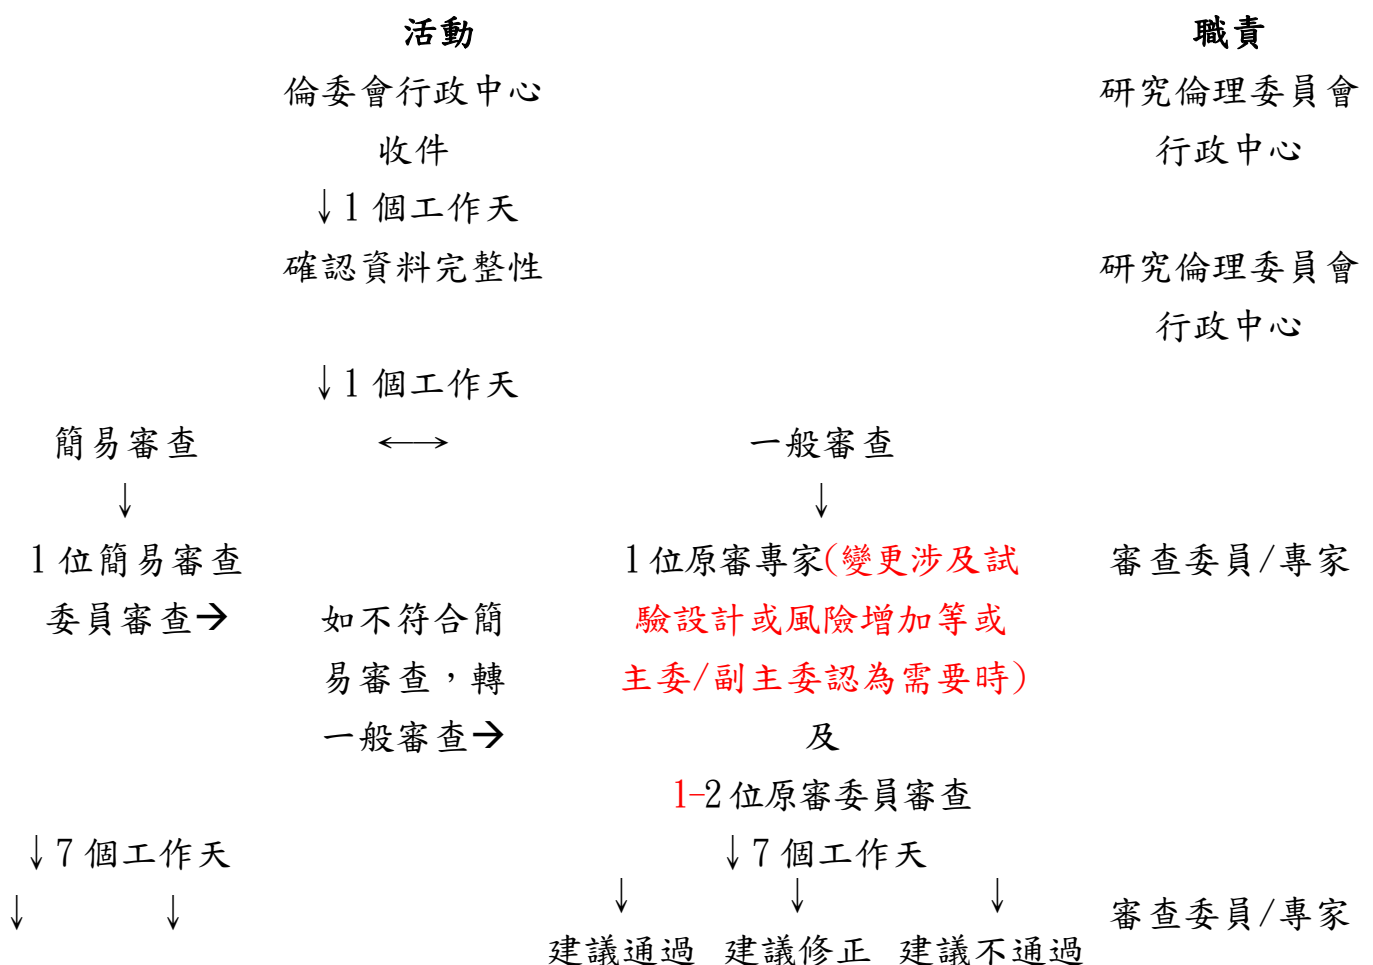 活動 職責
倫委會行政中心 研究倫理委員會
收件 行政中心
↓1 個工作天
確認資料完整性 研究倫理委員會
行政中心
↓1 個工作天
簡易審查 ←→ 一般審查
↓ ↓
1 位簡易審查 1 位原審專家(變更涉及試 審查委員/專家
委員審查→ 如不符合簡 驗設計或風險增加等或
易審查，轉 主委/副主委認為需要時)
一般審查→ 及
1-2 位原審委員審查
↓7 個工作天 ↓7 個工作天
↓ ↓ ↓ ↓ ↓ 審查委員/專家
建議通過 建議修正 建議不通過